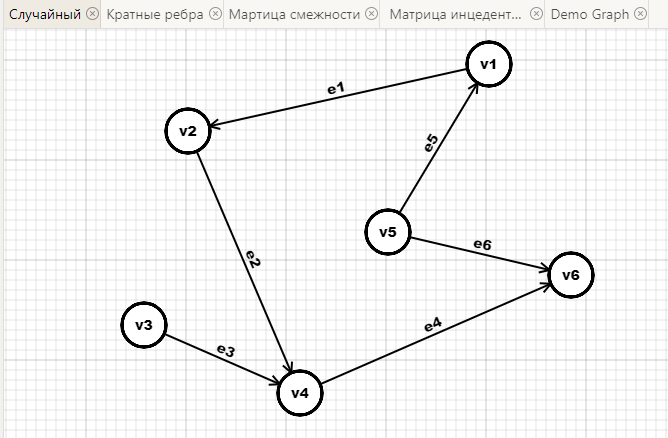 Случайный Кратные ребра Мартица смежности Матрица инцедент... Demo Graph
v1
e1
v2
e5
v5
e6
e2
v6
v3
e4
e3
v4